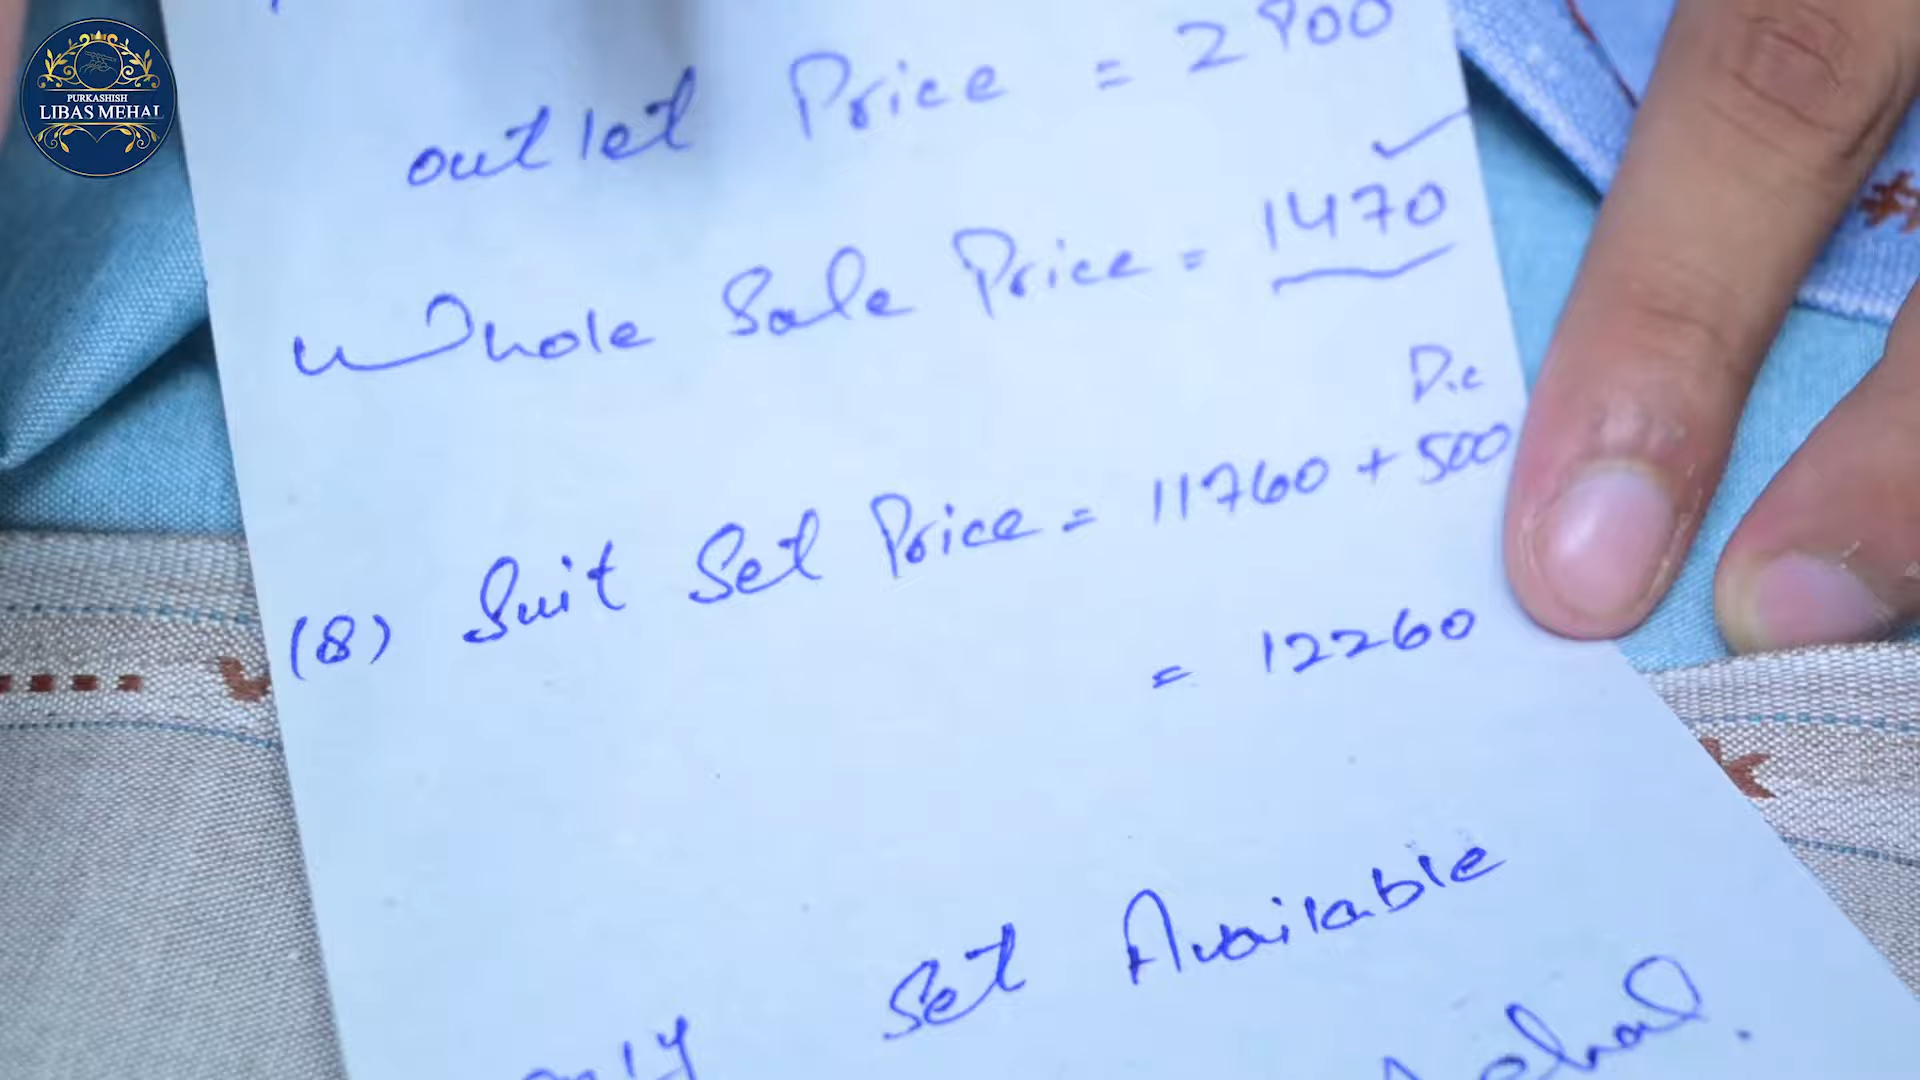 PURKASHISH
LIBAS MEHAL
outlet Price = 2900
Whole Sale Price = 1470
D.c
(8) Suit Set Price = 11760 + 500
= 12260
only Set Available